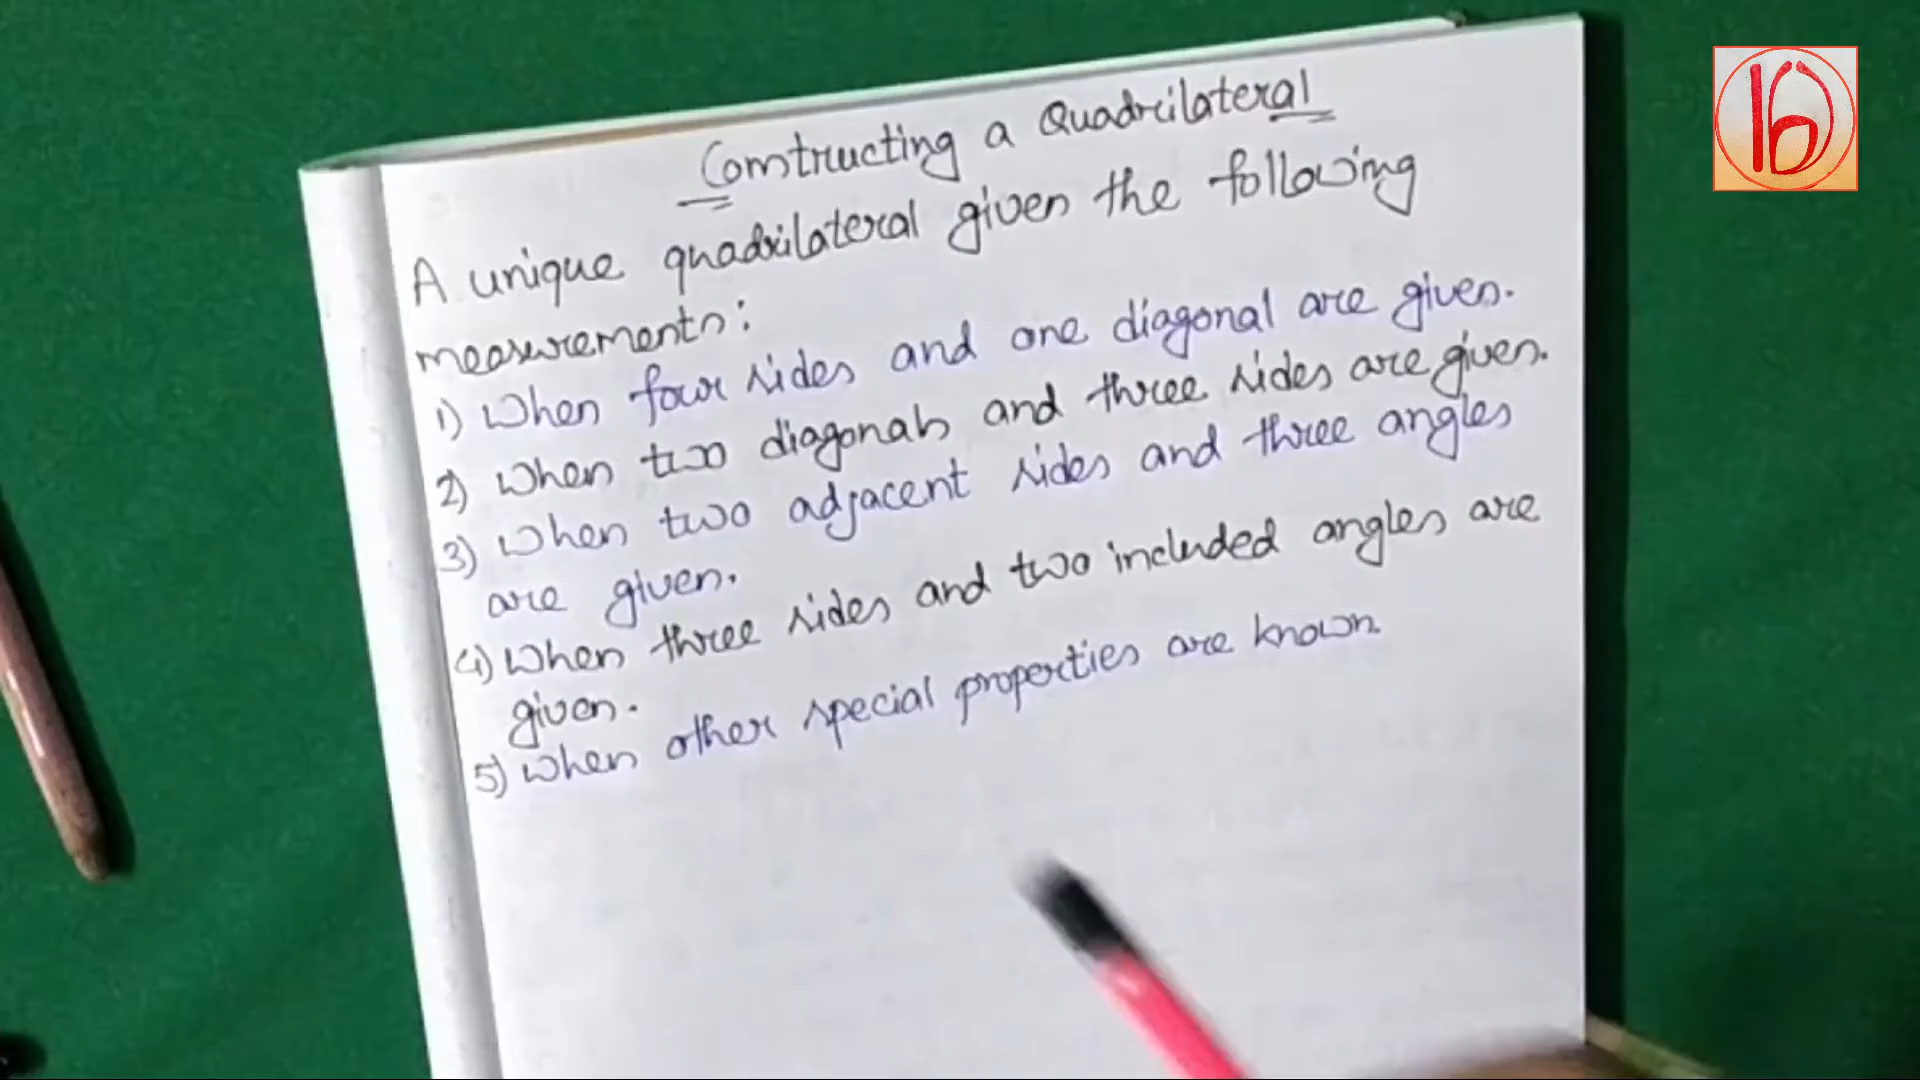 Constructing a Quadrilateral
A unique quadrilateral given the following
measurements:
1) When four sides and one diagonal are given.
2) When two diagonals and three sides are given.
3) When two adjacent sides and three angles
are given.
4) When three sides and two included angles are
given.
5) When other special properties are known.